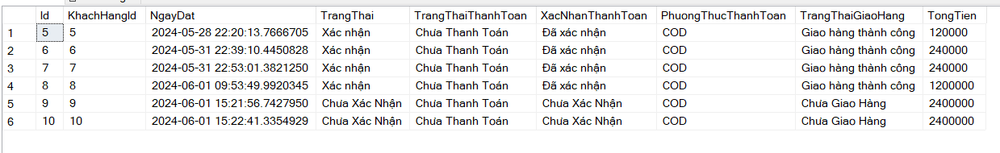 Id KhachHangId NgayDat TrangThai TrangThaiThanhToan XacNhanThanhToan PhuongThucThanhToan TrangThaiGiaoHang TongTien
1 5 5 2024-05-28 22:20:13.7666705 Xác nhận Chưa Thanh Toán Đã xác nhận COD Giao hàng thành công 120000
2 6 6 2024-05-31 22:39:10.4450828 Xác nhận Chưa Thanh Toán Đã xác nhận COD Giao hàng thành công 240000
3 7 7 2024-05-31 22:53:01.3821250 Xác nhận Chưa Thanh Toán Đã xác nhận COD Giao hàng thành công 240000
4 8 8 2024-06-01 09:53:49.9920345 Xác nhận Chưa Thanh Toán Đã xác nhận COD Giao hàng thành công 1200000
5 9 9 2024-06-01 15:21:56.7427950 Chưa Xác Nhận Chưa Thanh Toán Chưa Xác Nhận COD Chưa Giao Hàng 2400000
6 10 10 2024-06-01 15:22:41.3354929 Chưa Xác Nhận Chưa Thanh Toán Chưa Xác Nhận COD Chưa Giao Hàng 2400000